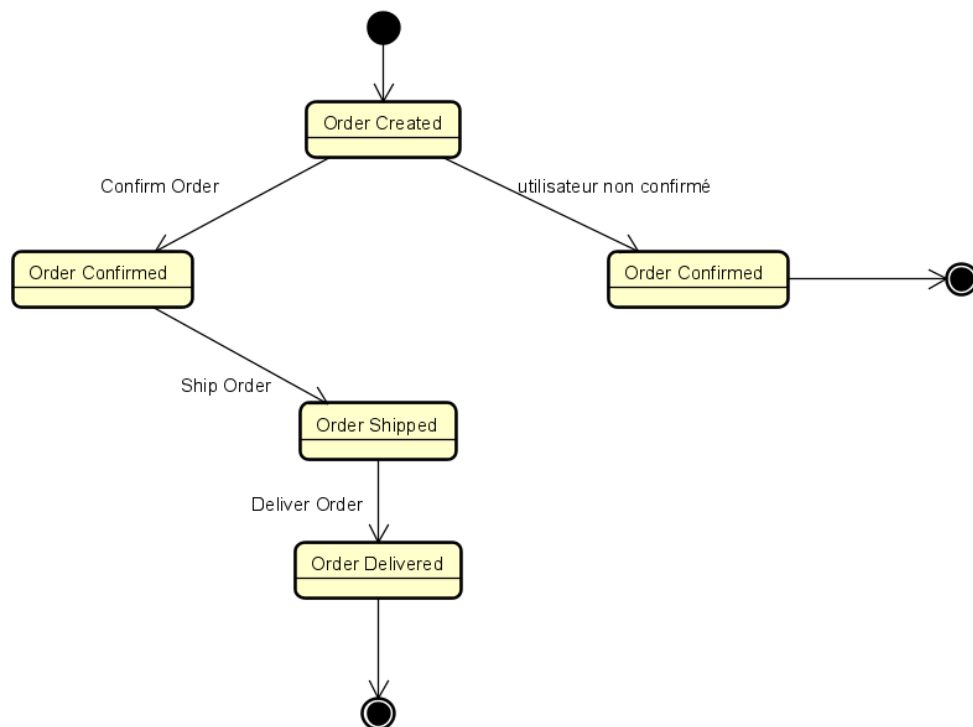 Order Created
Confirm Order
utilisateur non confirmé
Order Confirmed
Order Confirmed
Ship Order
Order Shipped
Deliver Order
Order Delivered